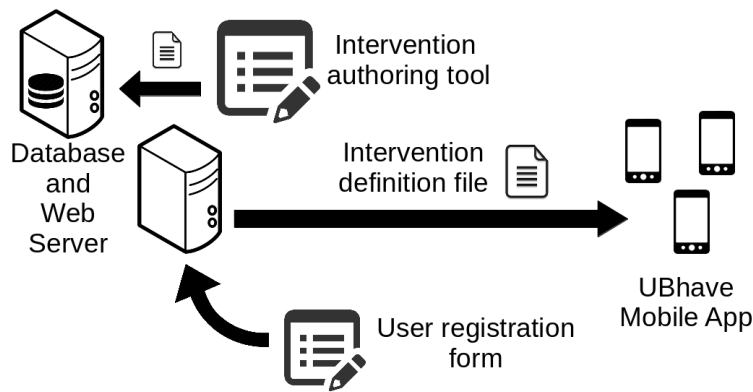 Intervention
authoring tool
Database
and
Web
Server
Intervention
definition file
UBhave
Mobile App
User registration
form